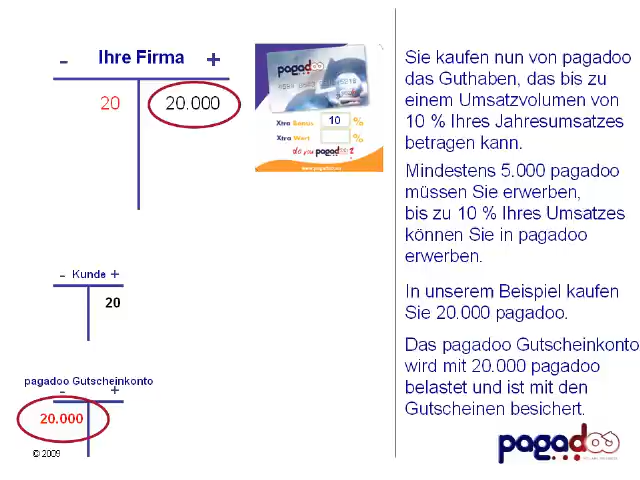 - Ihre Firma +
20 20.000
pagadoo
Xtra Bonus 10 %
Xtra Wert %
do you pagadoo?
Sie kaufen nun von pagadoo
das Guthaben, das bis zu
einem Umsatzvolumen von
10 % Ihres Jahresumsatzes
betragen kann.
Mindestens 5.000 pagadoo
müssen Sie erwerben,
bis zu 10 % Ihres Umsatzes
können Sie in pagadoo
erwerben.
In unserem Beispiel kaufen
Sie 20.000 pagadoo.
Das pagadoo Gutscheinkonto
wird mit 20.000 pagadoo
belastet und ist mit den
Gutscheinen besichert.
- Kunde +
20
pagadoo Gutscheinkonto
- +
20.000
© 2009
pagadoo